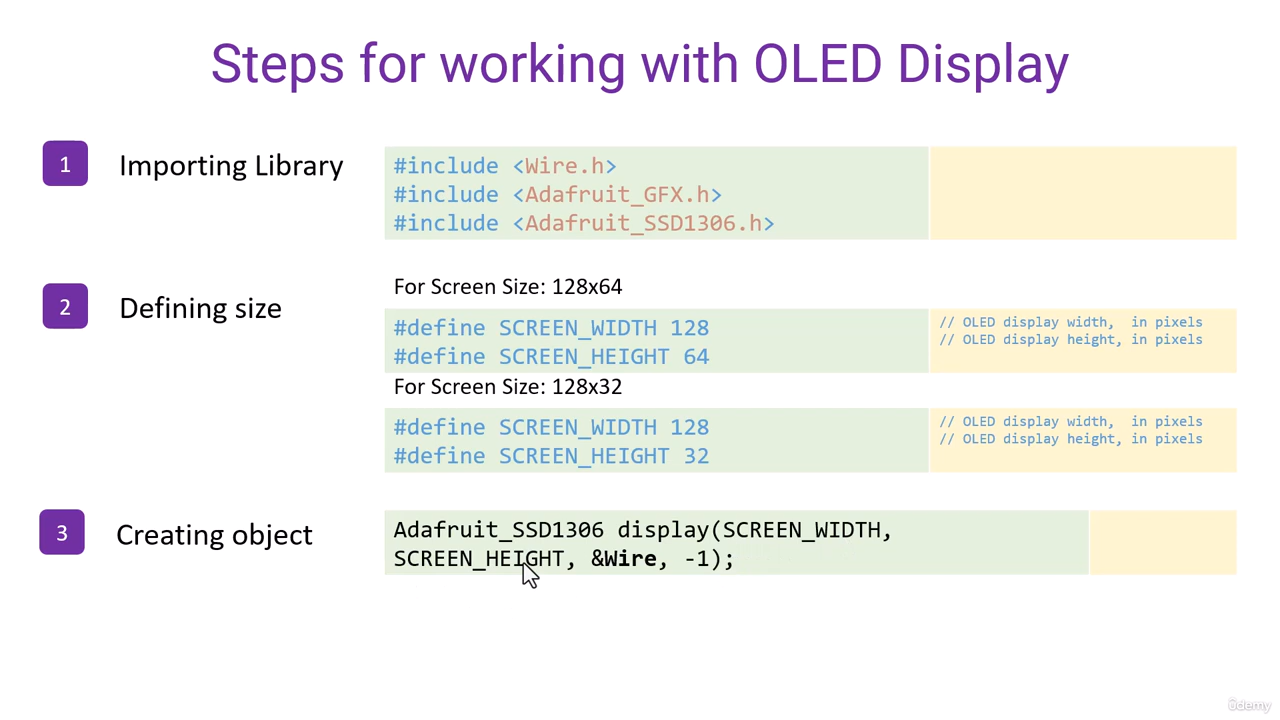 Steps for working with OLED Display
1 Importing Library
#include <Wire.h>
#include <Adafruit_GFX.h>
#include <Adafruit_SSD1306.h>
2 Defining size
For Screen Size: 128x64
#define SCREEN_WIDTH 128 // OLED display width,  in pixels
#define SCREEN_HEIGHT 64 // OLED display height, in pixels
For Screen Size: 128x32
#define SCREEN_WIDTH 128 // OLED display width,  in pixels
#define SCREEN_HEIGHT 32 // OLED display height, in pixels
3 Creating object
Adafruit_SSD1306 display(SCREEN_WIDTH,
SCREEN_HEIGHT, &Wire, -1);
ûdemy